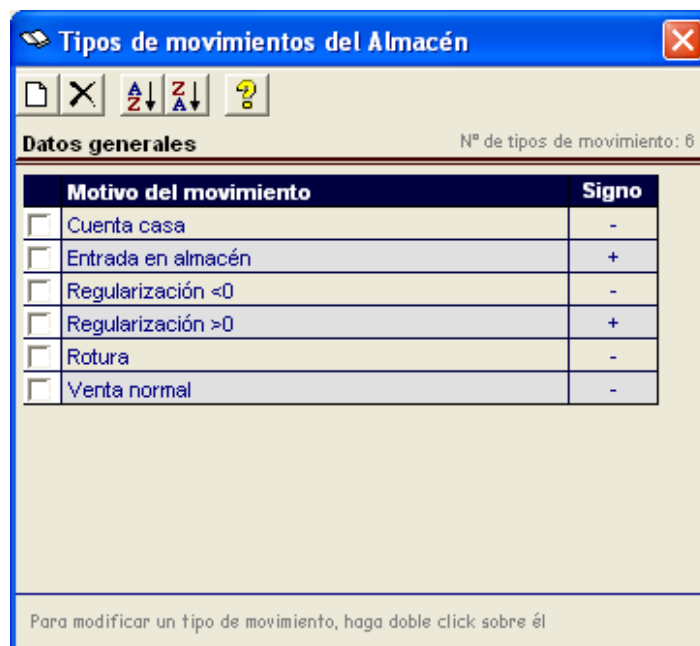 Tipos de movimientos del Almacén
A Z Z A ?
Datos generales Nº de tipos de movimiento: 6
Motivo del movimiento Signo
Cuenta casa -
Entrada en almacén +
Regularización <0 -
Regularización >0 +
Rotura -
Venta normal -
Para modificar un tipo de movimiento, haga doble click sobre él